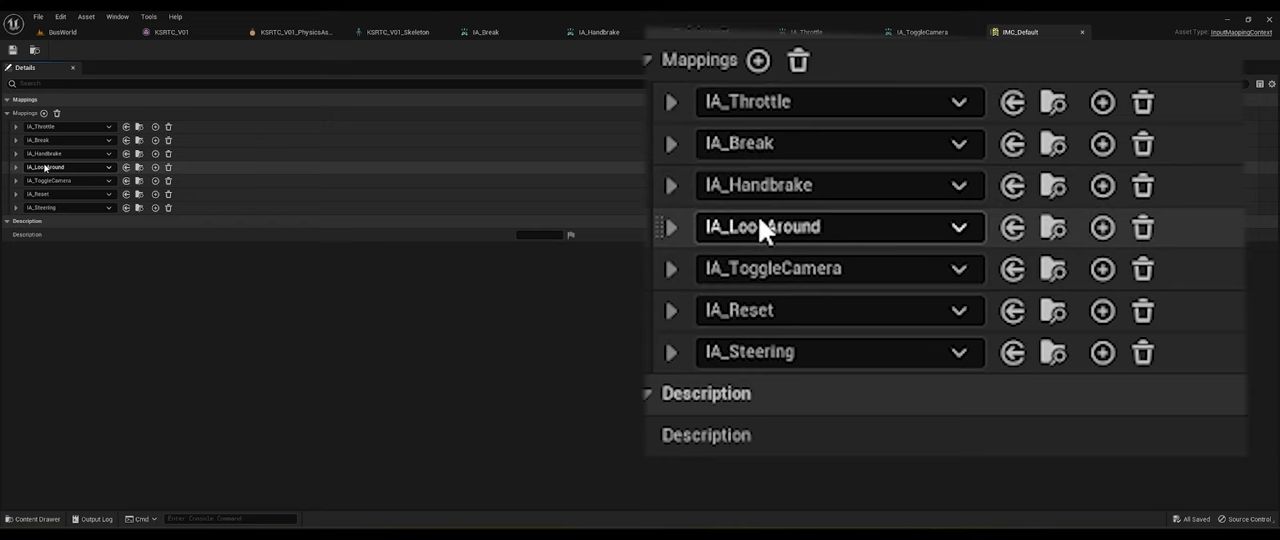 File Edit Asset Window Tools Help
BusWorld KSRTC_V01 KSRTC_V01_PhysicsAs... KSRTC_V01_Skeleton IA_Break IA_Handbrake IA_Throttle IA_ToggleCamera IMC_Default Asset Type: InputMappingContext
Details
Search
Mappings
Mappings
IA_Throttle
IA_Break
IA_Handbrake
IA_ToggleCamera
IA_Reset
IA_Steering
Description
Description
Mappings
IA_Throttle
IA_Break
IA_Handbrake
IA_ToggleCamera
IA_Reset
IA_Steering
Description
Description
Content Drawer Output Log Cmd Enter Console Command All Saved Source Control